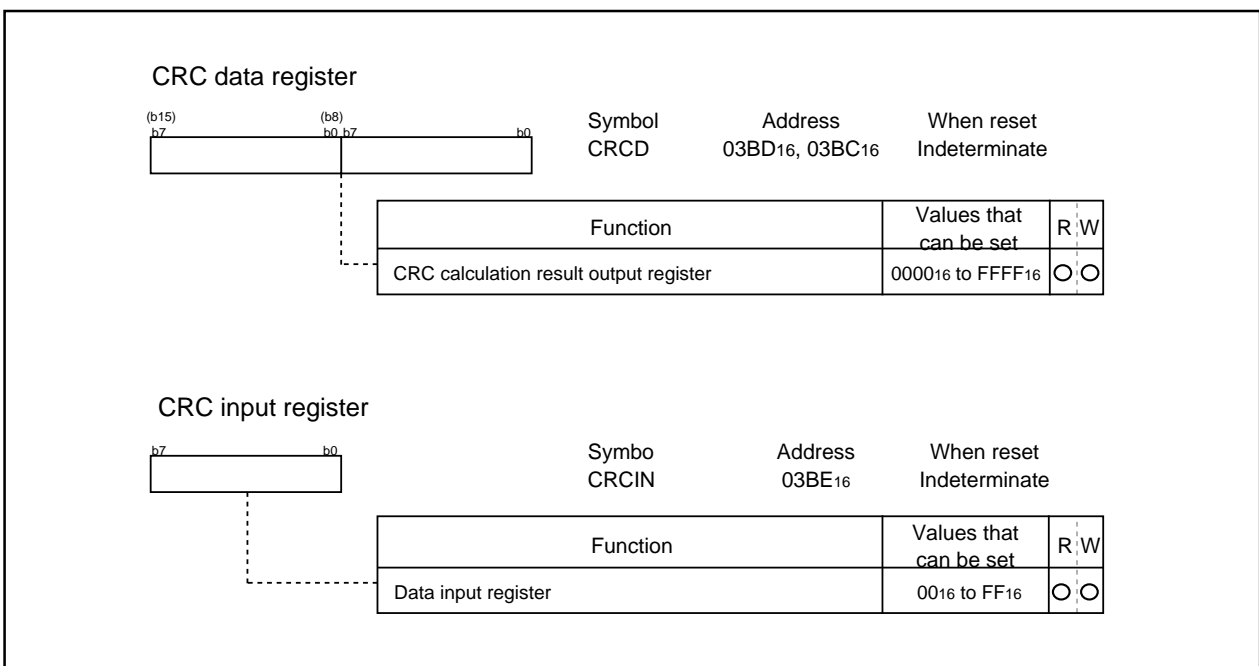 CRC data register
(b15) (b8)
b7 b0 b7 b0
Symbol Address When reset
CRCD 03BD16, 03BC16 Indeterminate
Function Values that can be set R W
CRC calculation result output register 000016 to FFFF16 O O
CRC input register
b7 b0
Symbo Address When reset
CRCIN 03BE16 Indeterminate
Function Values that can be set R W
Data input register 0016 to FF16 O O